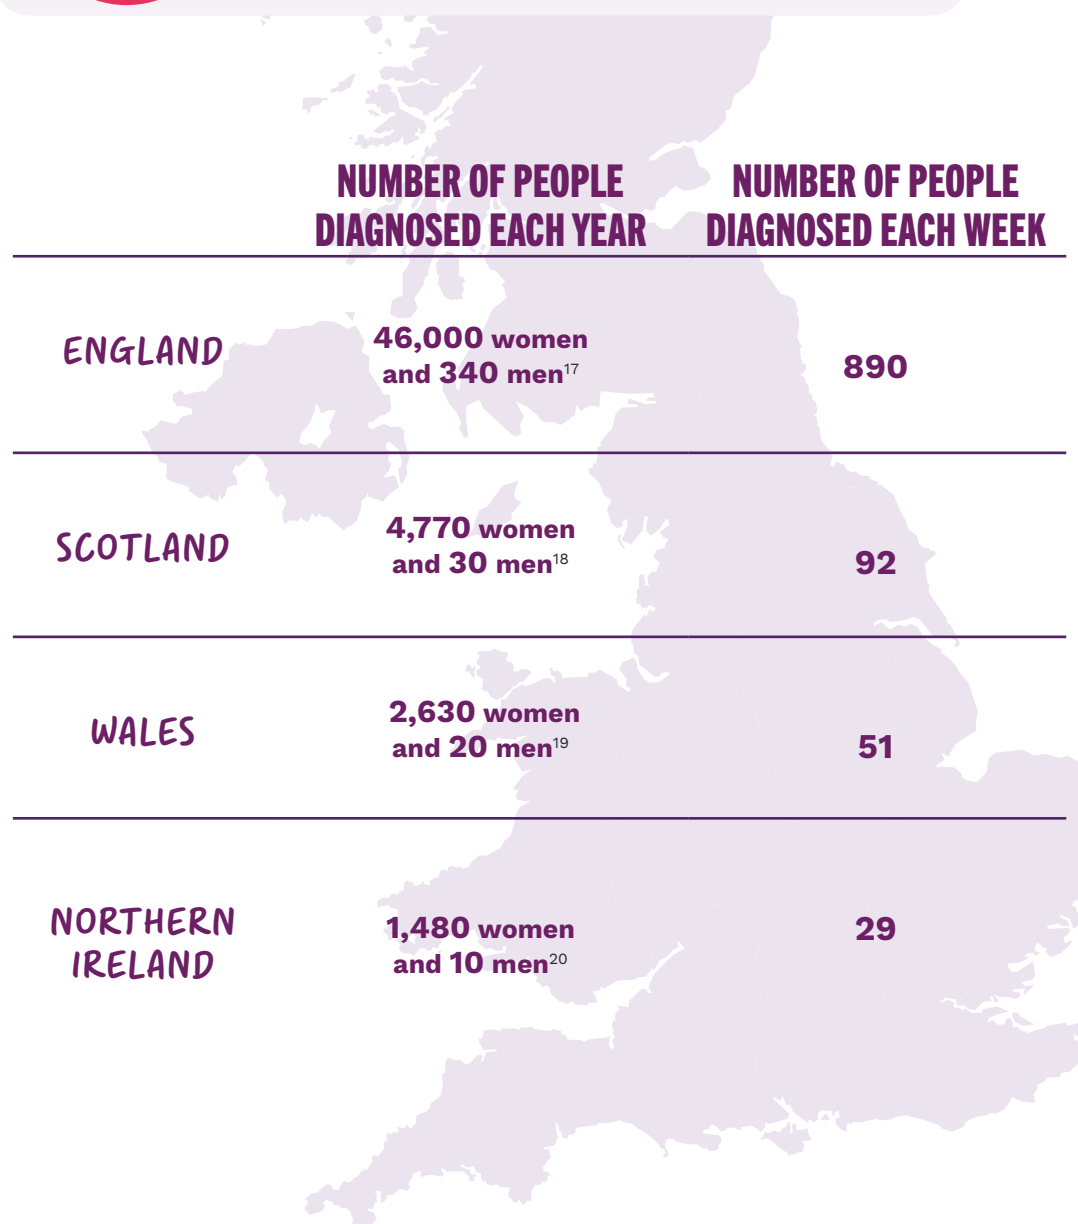 NUMBER OF PEOPLE
DIAGNOSED EACH YEAR
NUMBER OF PEOPLE
DIAGNOSED EACH WEEK
ENGLAND
46,000 women
and 340 men17
890
SCOTLAND
4,770 women
and 30 men18
92
WALES
2,630 women
and 20 men19
51
NORTHERN
IRELAND
1,480 women
and 10 men20
29